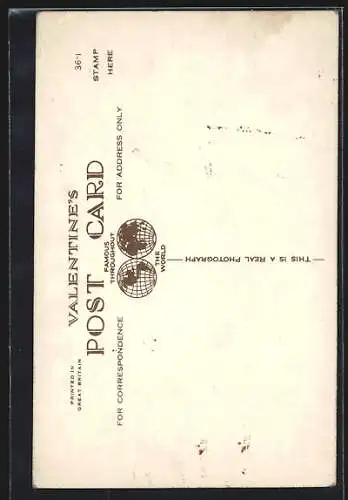 PRINTED IN
GREAT BRITAIN
VALENTINE'S
POST CARD
36-1
STAMP
HERE
FAMOUS
THROUGHOUT
THE
WORLD
FOR CORRESPONDENCE
FOR ADDRESS ONLY
THIS IS A REAL PHOTOGRAPH